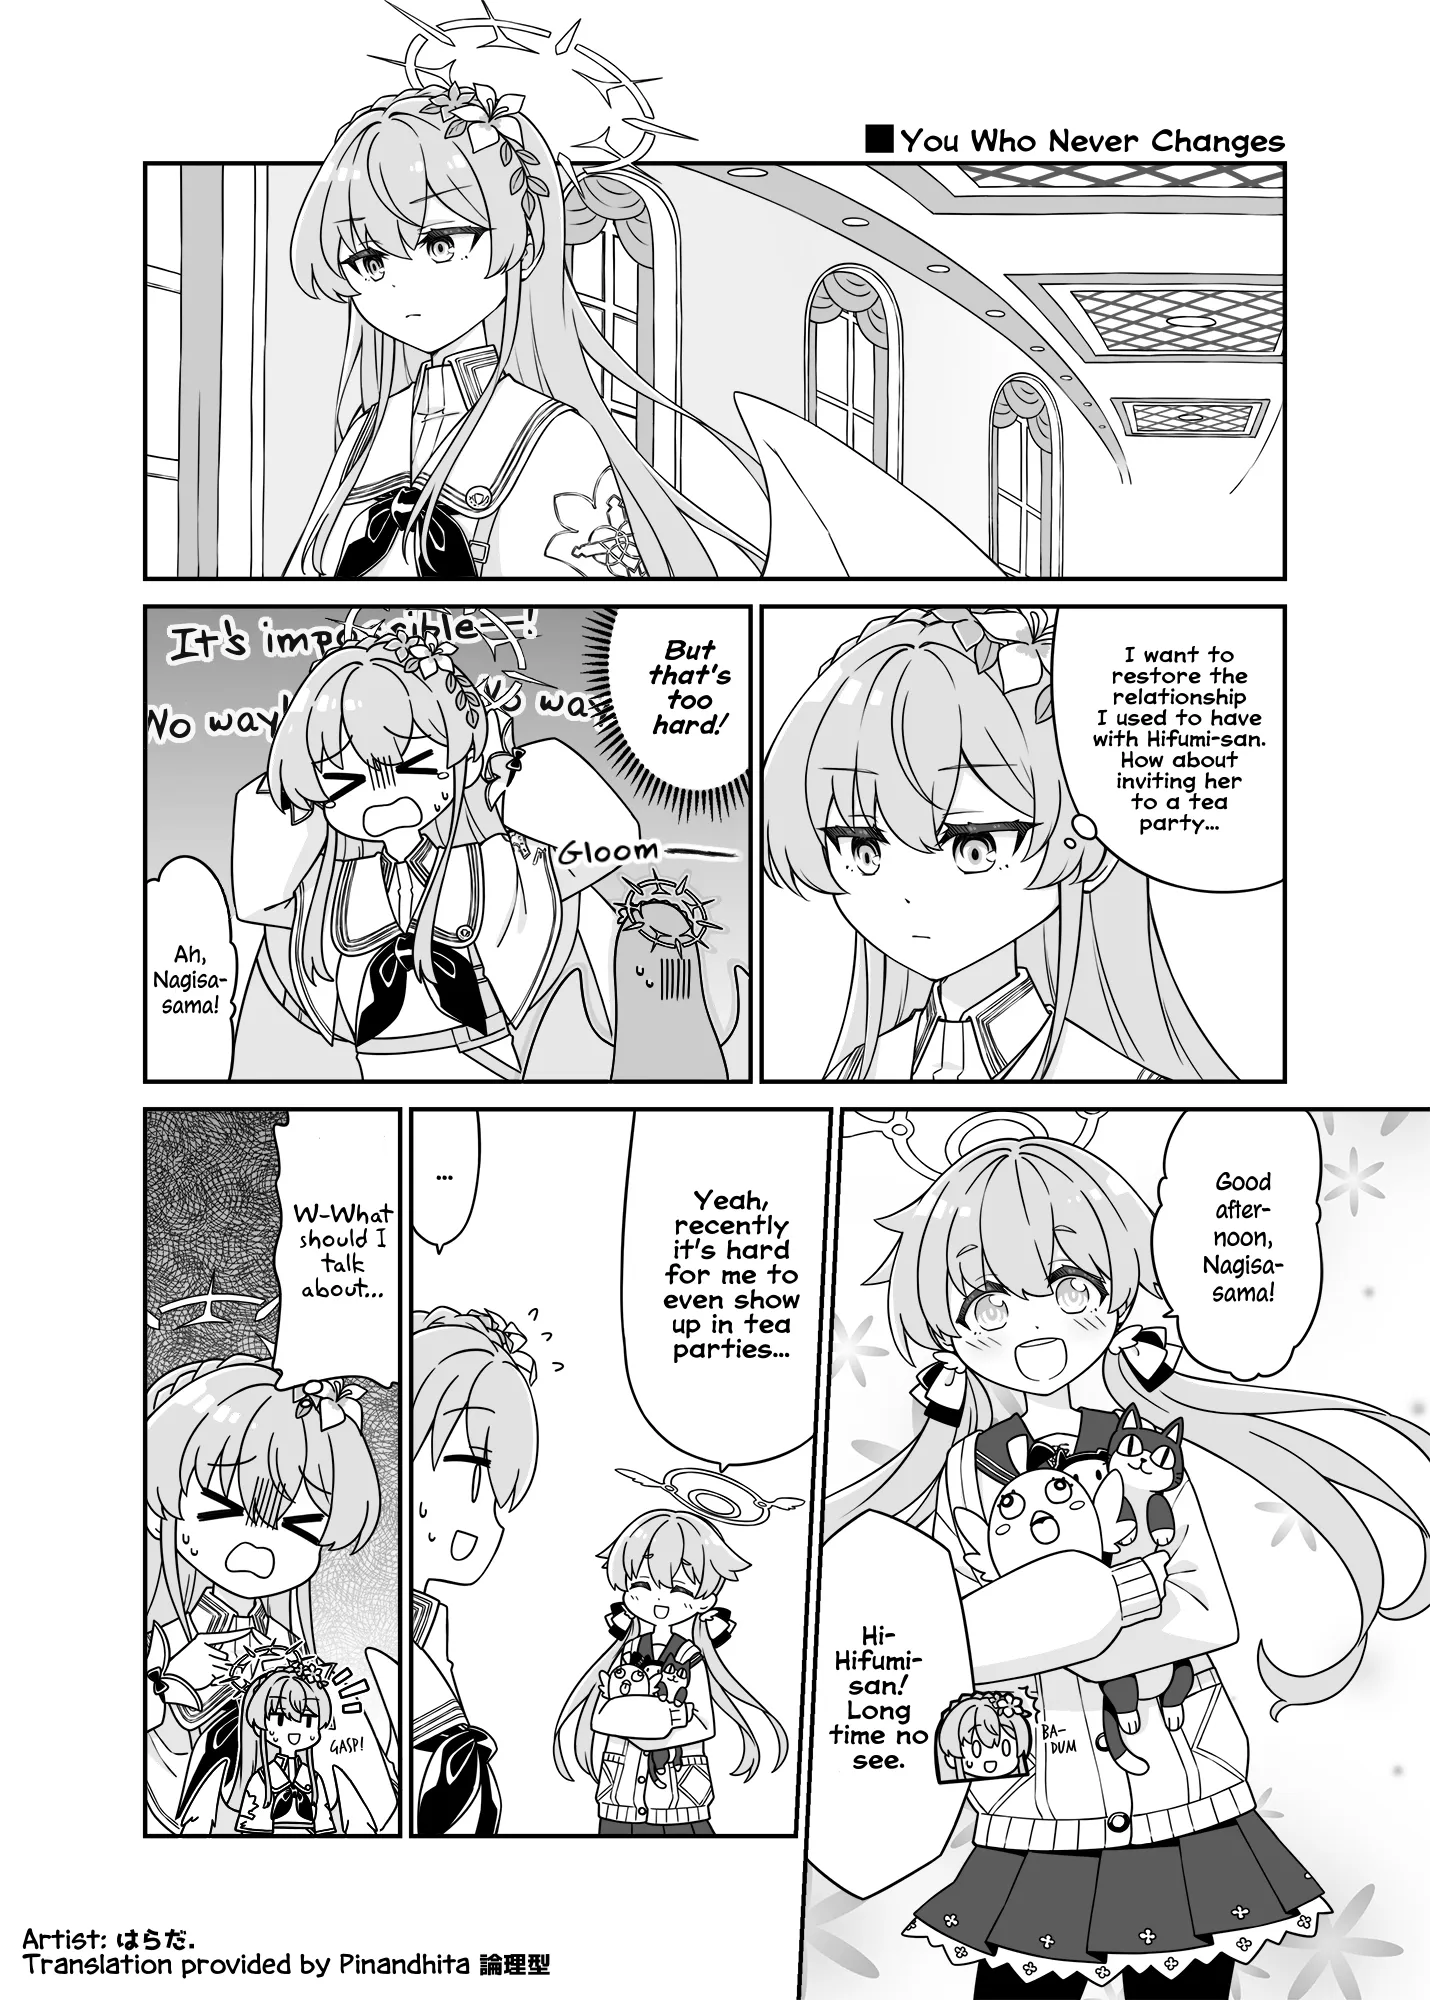 ■You Who Never Changes
I want to
restore the
relationship
I used to have
with Hifumi-san.
How about
inviting her
to a tea
party...
But
that's
too
hard!
It's impossible—!
No way!
No way
Gloom—
Ah,
Nagisa-
sama!
Good
after-
noon,
Nagisa-
sama!
Hi-
Hifumi-
san!
Long
time no
see.
BA-
DUM
Yeah,
recently
it's hard
for me to
even show
up in tea
parties...
...
W-What
should I
talk
about...
GASP!
Artist: はらだ.
Translation provided by Pinandhita 論理型